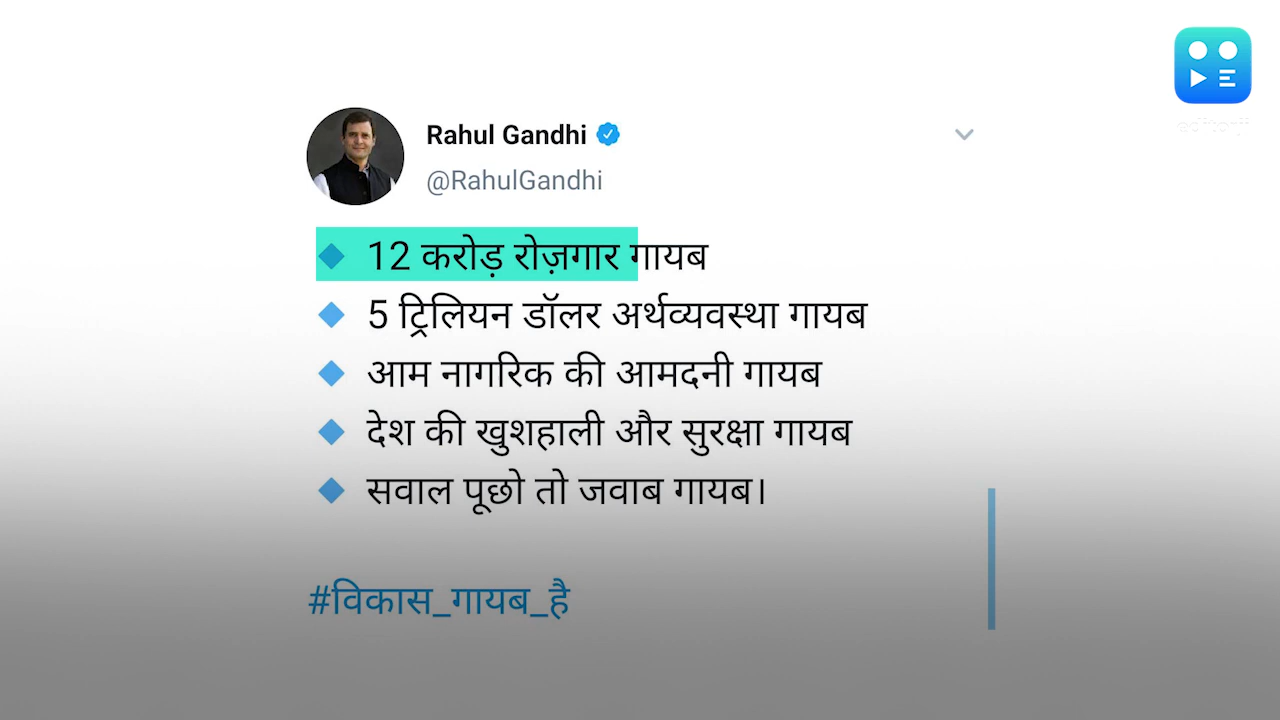 Rahul Gandhi
@RahulGandhi
12 करोड़ रोज़गार गायब
5 ट्रिलियन डॉलर अर्थव्यवस्था गायब
आम नागरिक की आमदनी गायब
देश की खुशहाली और सुरक्षा गायब
सवाल पूछो तो जवाब गायब।
#विकास_गायब_है